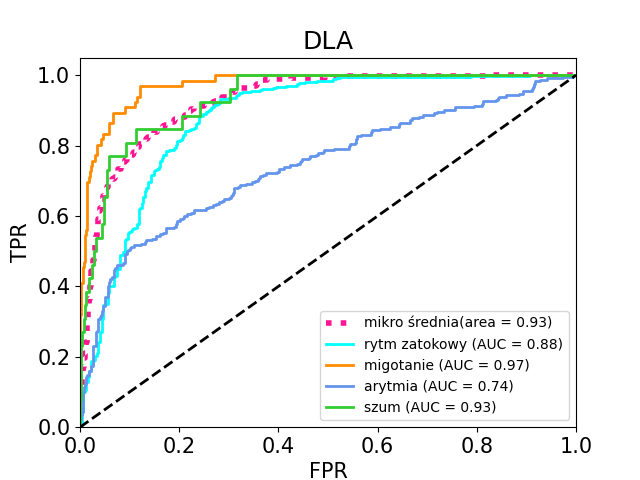 DLA
1.0
0.8
0.6
0.4
0.2
0.0
TPR
0.0 0.2 0.4 0.6 0.8 1.0
FPR
mikro średnia(area = 0.93)
rytm zatokowy (AUC = 0.88)
migotanie (AUC = 0.97)
arytmia (AUC = 0.74)
szum (AUC = 0.93)